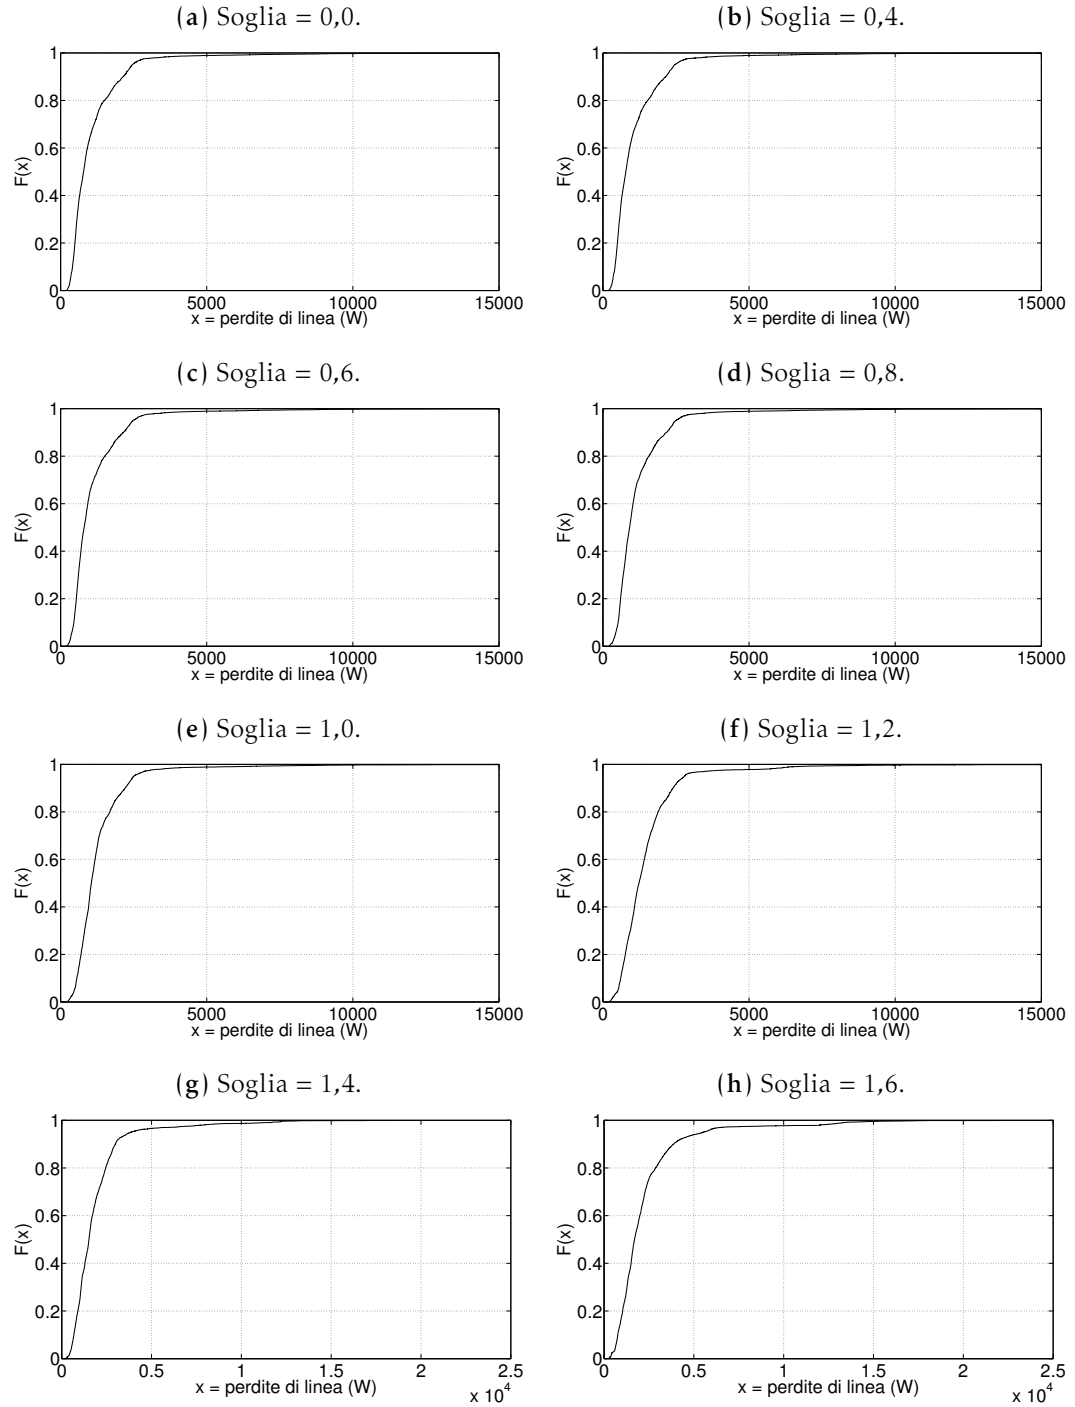 (a) Soglia = 0,0.
(b) Soglia = 0,4.
1
0.8
0.6
0.4
0.2
0
F(x)
0 5000 10000 15000
x = perdite di linea (W)
1
0.8
0.6
0.4
0.2
0
F(x)
0 5000 10000 15000
x = perdite di linea (W)
(c) Soglia = 0,6.
(d) Soglia = 0,8.
1
0.8
0.6
0.4
0.2
0
F(x)
0 5000 10000 15000
x = perdite di linea (W)
1
0.8
0.6
0.4
0.2
0
F(x)
0 5000 10000 15000
x = perdite di linea (W)
(e) Soglia = 1,0.
(f) Soglia = 1,2.
1
0.8
0.6
0.4
0.2
0
F(x)
0 5000 10000 15000
x = perdite di linea (W)
1
0.8
0.6
0.4
0.2
0
F(x)
0 5000 10000 15000
x = perdite di linea (W)
(g) Soglia = 1,4.
(h) Soglia = 1,6.
1
0.8
0.6
0.4
0.2
0
F(x)
0 0.5 1 1.5 2 2.5
x = perdite di linea (W)
x 10⁴
1
0.8
0.6
0.4
0.2
0
F(x)
0 0.5 1 1.5 2 2.5
x = perdite di linea (W)
x 10⁴